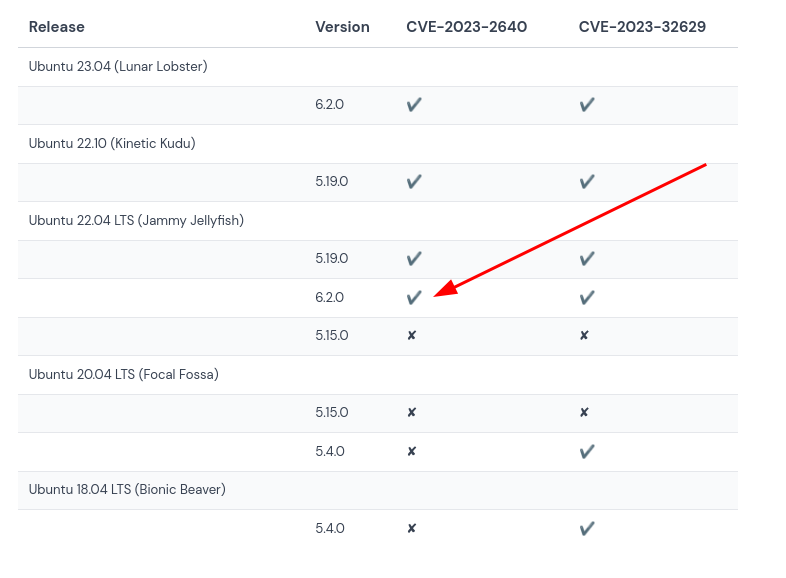 Release Version CVE-2023-2640 CVE-2023-32629
Ubuntu 23.04 (Lunar Lobster)
6.2.0 ✔ ✔
Ubuntu 22.10 (Kinetic Kudu)
5.19.0 ✔ ✔
Ubuntu 22.04 LTS (Jammy Jellyfish)
5.19.0 ✔ ✔
6.2.0 ✔ ✔
5.15.0 ✘ ✘
Ubuntu 20.04 LTS (Focal Fossa)
5.15.0 ✘ ✘
5.4.0 ✘ ✔
Ubuntu 18.04 LTS (Bionic Beaver)
5.4.0 ✘ ✔